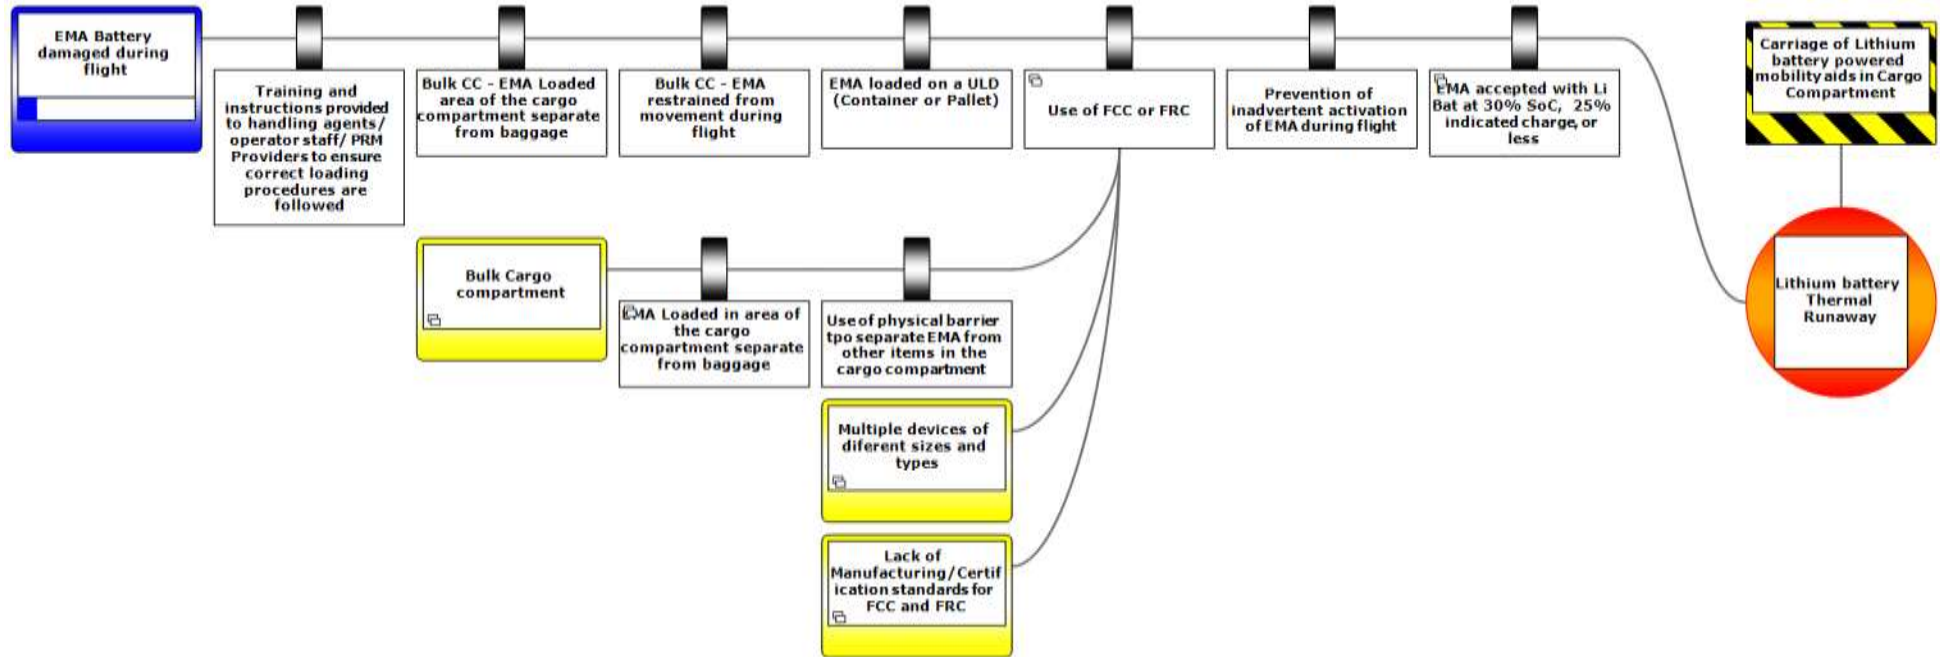 EMA Battery
damaged during
flight
Training and
instructions provided
to handling agents/
operator staff/ PRM
Providers to ensure
correct loading
procedures are
followed
Bulk CC - EMA Loaded
area of the cargo
compartment separate
from baggage
Bulk CC - EMA
restrained from
movement during
flight
EMA loaded on a ULD
(Container or Pallet)
Use of FCC or FRC
Prevention of
inadvertent activation
of EMA during flight
EMA accepted with Li
Bat at 30% SoC, 25%
indicated charge, or
less
Carriage of Lithium
battery powered
mobility aids in Cargo
Compartment
Lithium battery
Thermal
Runaway
Bulk Cargo
compartment
EMA Loaded in area of
the cargo
compartment separate
from baggage
Use of physical barrier
tpo separate EMA from
other items in the
cargo compartment
Multiple devices of
diferent sizes and
types
Lack of
Manufacturing/Certif
ication standards for
FCC and FRC